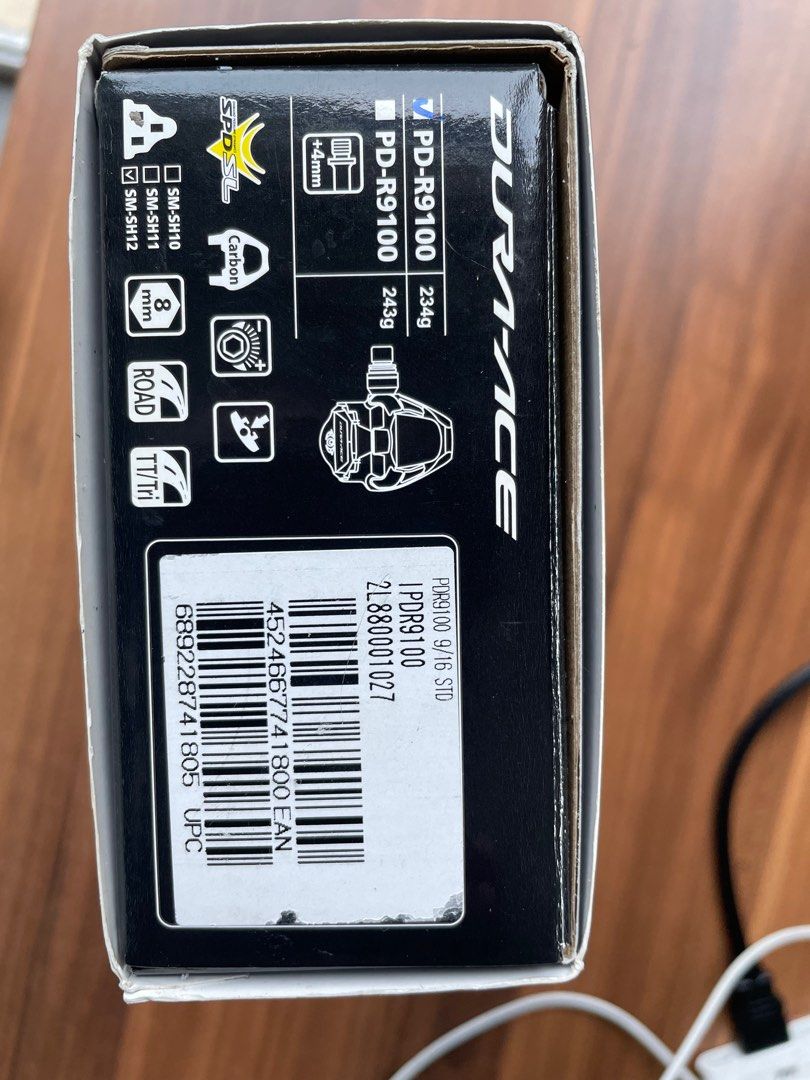 DURA-ACE
PD-R9100 234g
PD-R9100 243g
+4mm
SPD-SL
Carbon
- +
SM-SH10
SM-SH11
SM-SH12
8
mm
ROAD
TT/Tri
PDR9100 9/16 STD
IPDR9100
2L880001027
4524667741800 EAN
689228741805 UPC